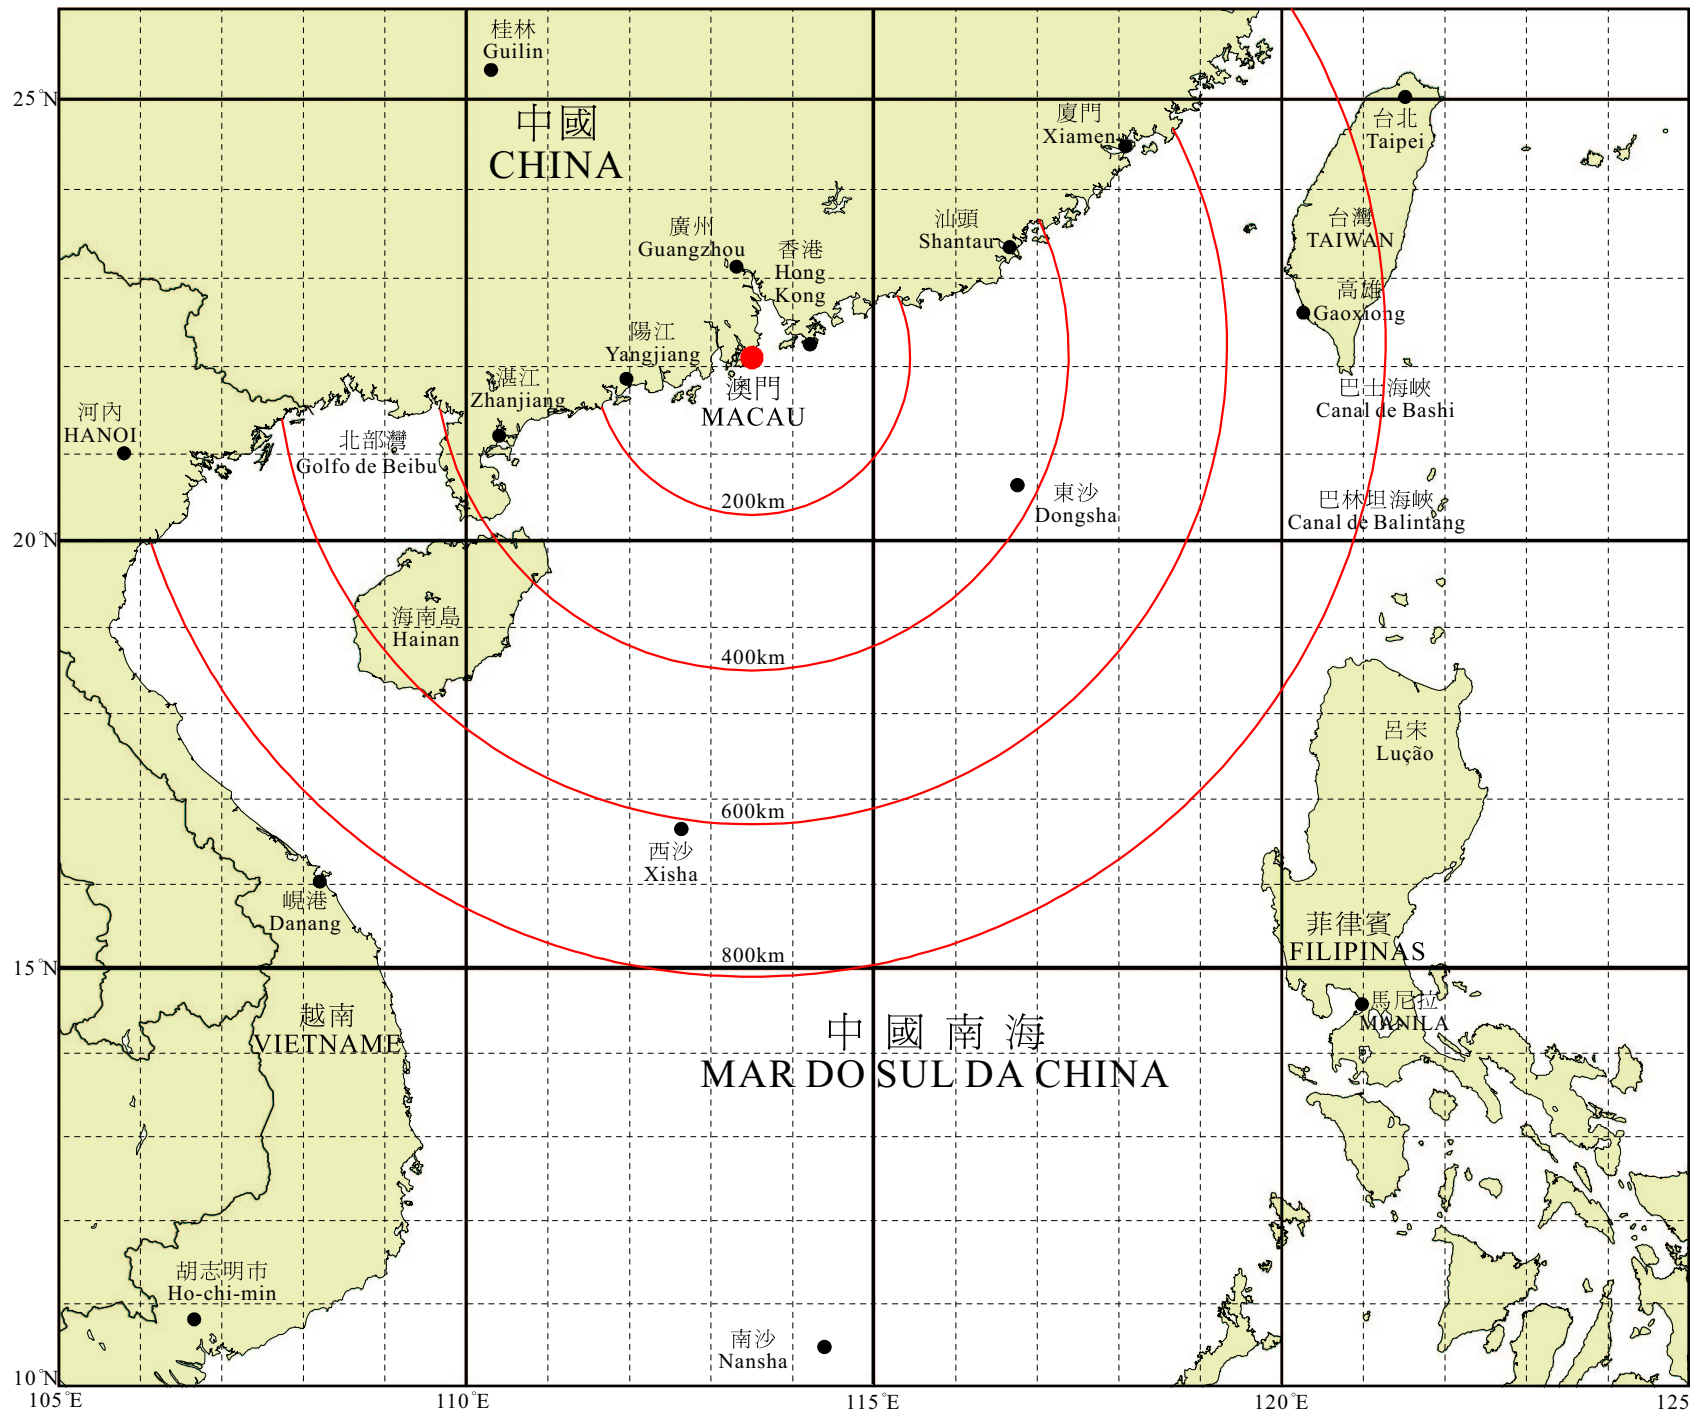 桂林
Guilin
25°N
中國
CHINA
廈門
Xiamen
台北
Taipei
廣州
Guangzhou
香港
Hong
Kong
汕頭
Shantau
台灣
TAIWAN
高雄
Gaoxiong
陽江
Yangjiang
湛江
Zhanjiang
澳門
MACAU
巴士海峽
Canal de Bashi
河內
HANOI
北部灣
Golfo de Beibu
200km
東沙
Dongsha
巴林坦海峽
Canal de Balintang
20°N
海南島
Hainan
400km
呂宋
Lução
600km
西沙
Xisha
峴港
Danang
菲律賓
FILIPINAS
800km
15°N
馬尼拉
MANILA
越南
VIETNAME
中國南海
MAR DO SUL DA CHINA
胡志明市
Ho-chi-min
南沙
Nansha
10°N
105°E
110°E
115°E
120°E
125